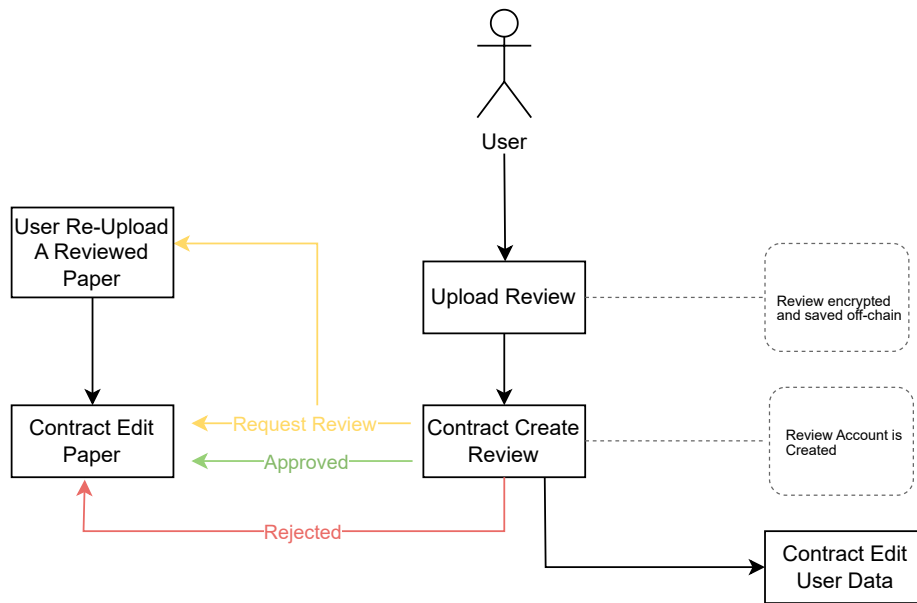 User
User Re-Upload
A Reviewed
Paper
Upload Review
Review encrypted
and saved off-chain
Contract Edit
Paper
Request Review
Approved
Rejected
Contract Create
Review
Review Account is
Created
Contract Edit
User Data